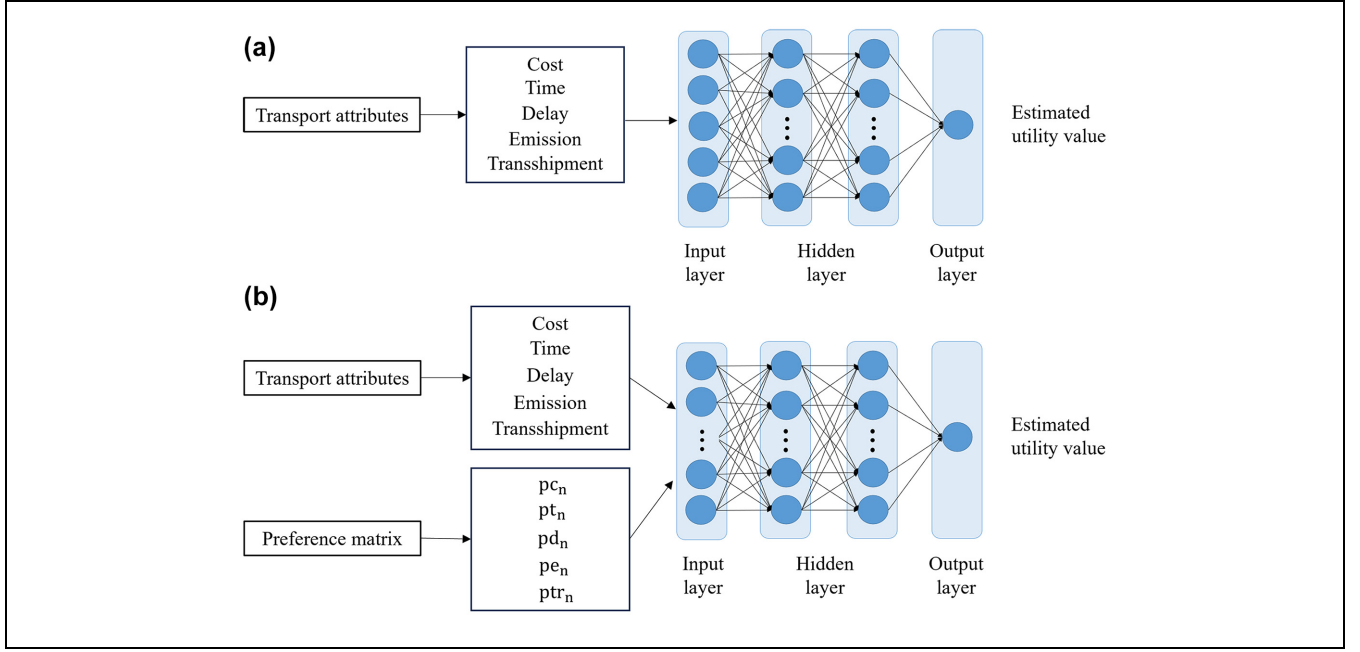 (a)
Transport attributes
Cost
Time
Delay
Emission
Transshipment
Estimated
utility value
Input
layer
Hidden
layer
Output
layer
(b)
Transport attributes
Cost
Time
Delay
Emission
Transshipment
Preference matrix
pcₙ
ptₙ
pdₙ
peₙ
ptrₙ
Estimated
utility value
Input
layer
Hidden
layer
Output
layer